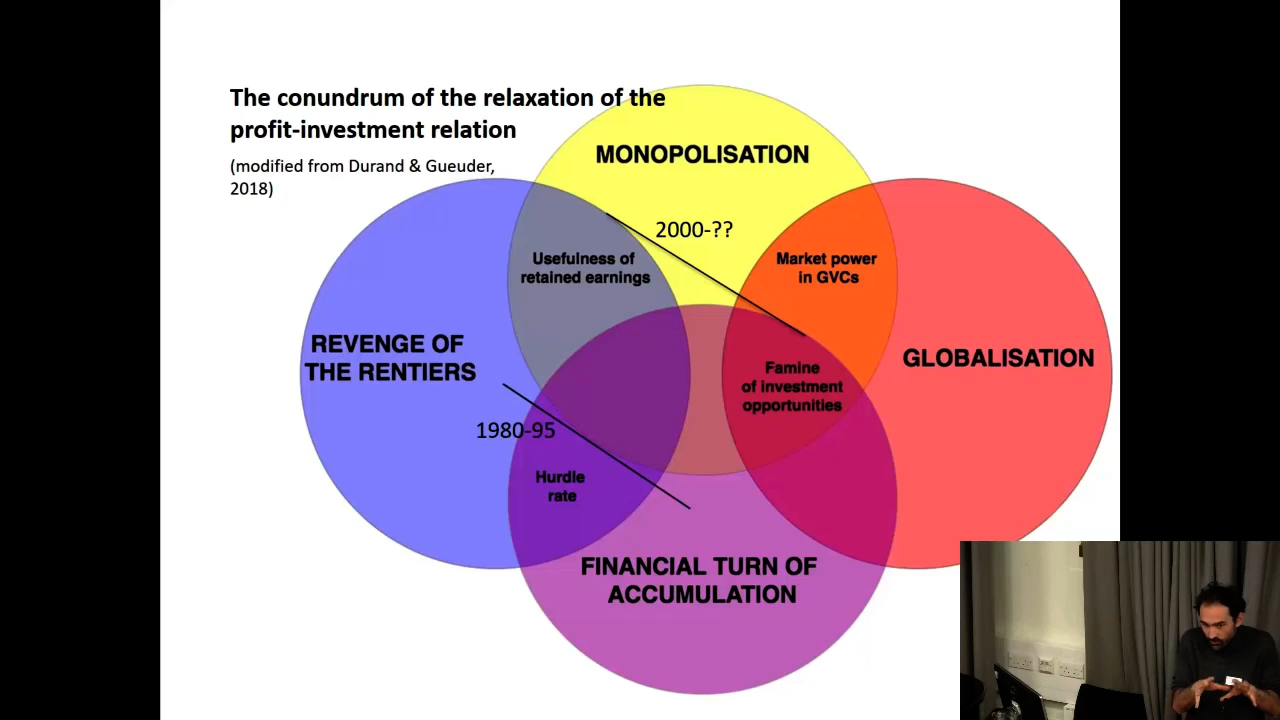 The conundrum of the relaxation of the
profit-investment relation
(modified from Durand & Gueuder,
2018)
MONOPOLISATION
2000-??
Usefulness of
retained earnings
Market power
in GVCs
REVENGE OF
THE RENTIERS
GLOBALISATION
Famine
of investment
opportunities
1980-95
Hurdle
rate
FINANCIAL TURN OF
ACCUMULATION